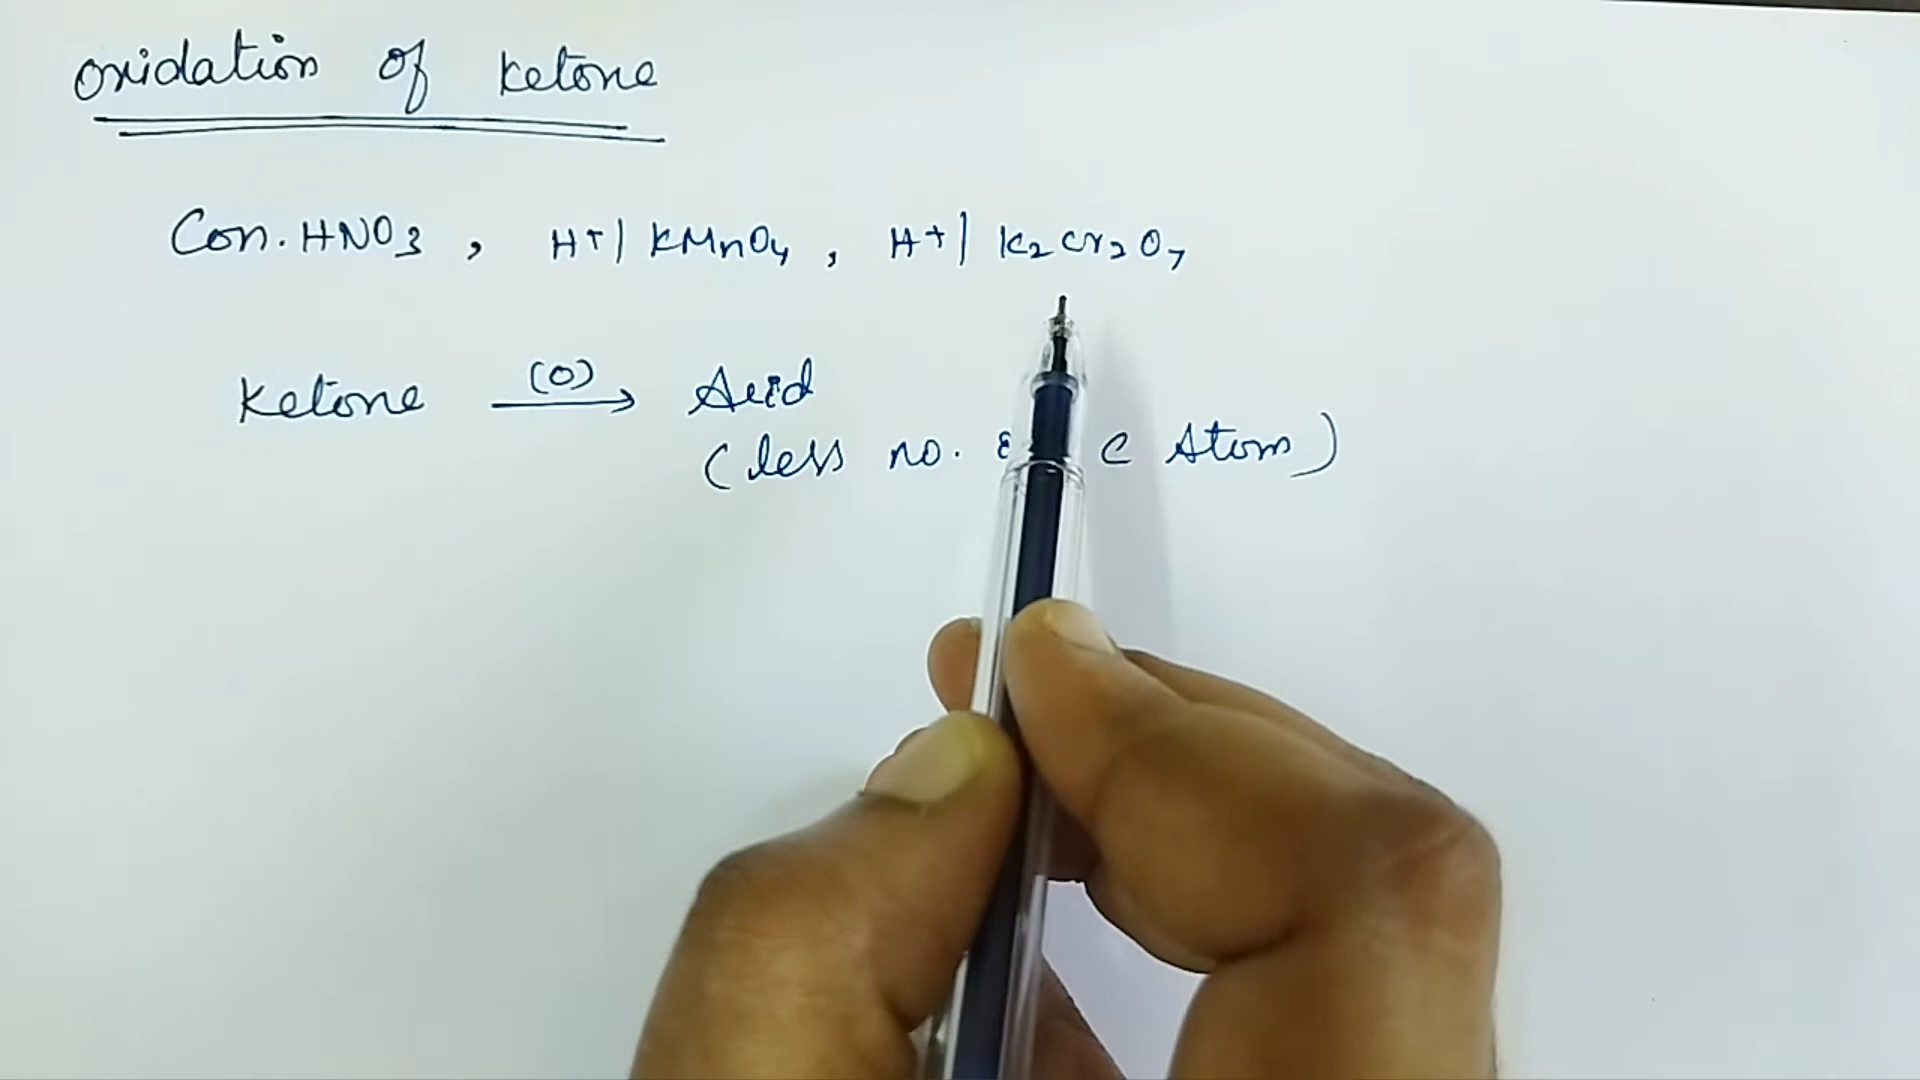 oxidation of ketone
Con. HNO3 , H+| KMnO4 , H+| K2Cr2O7
Ketone (O) → Acid
(less no. C Atom)